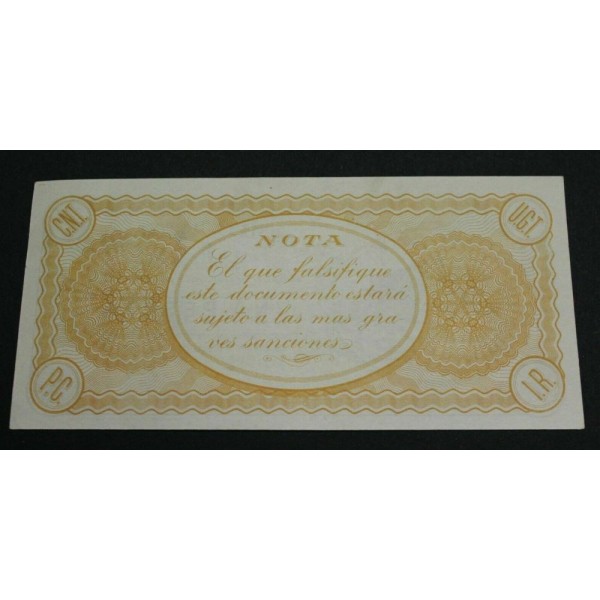 C.N.T.
U.G.T.
NOTA
El que falsifique
este documento estará
sujeto a las mas gra-
ves sanciones
P.C.
I.R.